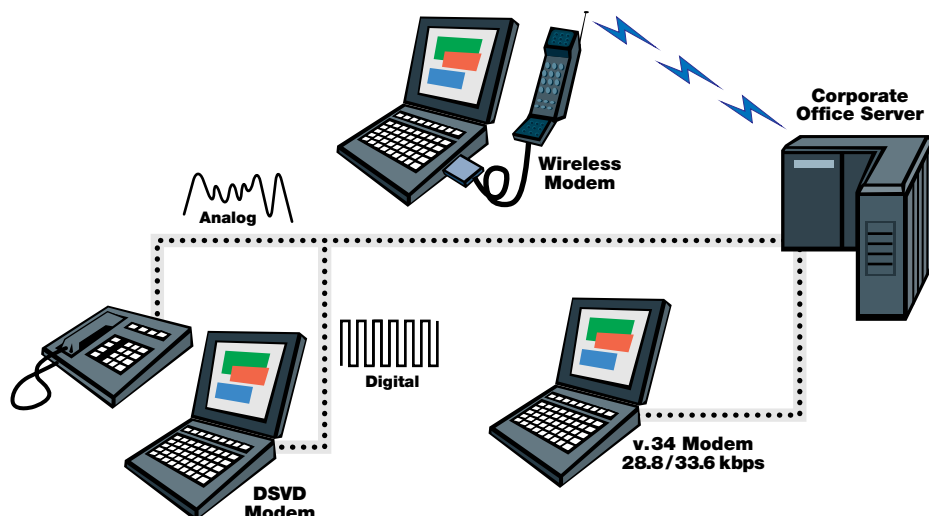 Corporate
Office Server
Wireless
Modem
Analog
Digital
v.34 Modem
28.8/33.6 kbps
DSVD
Modem